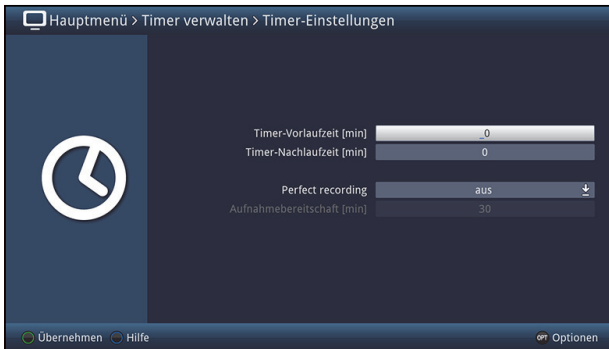 Hauptmenü > Timer verwalten > Timer-Einstellungen
Timer-Vorlaufzeit [min] _0
Timer-Nachlaufzeit [min] 0
Perfect recording aus
Aufnahmebereitschaft [min] 30
Übernehmen Hilfe OPT Optionen